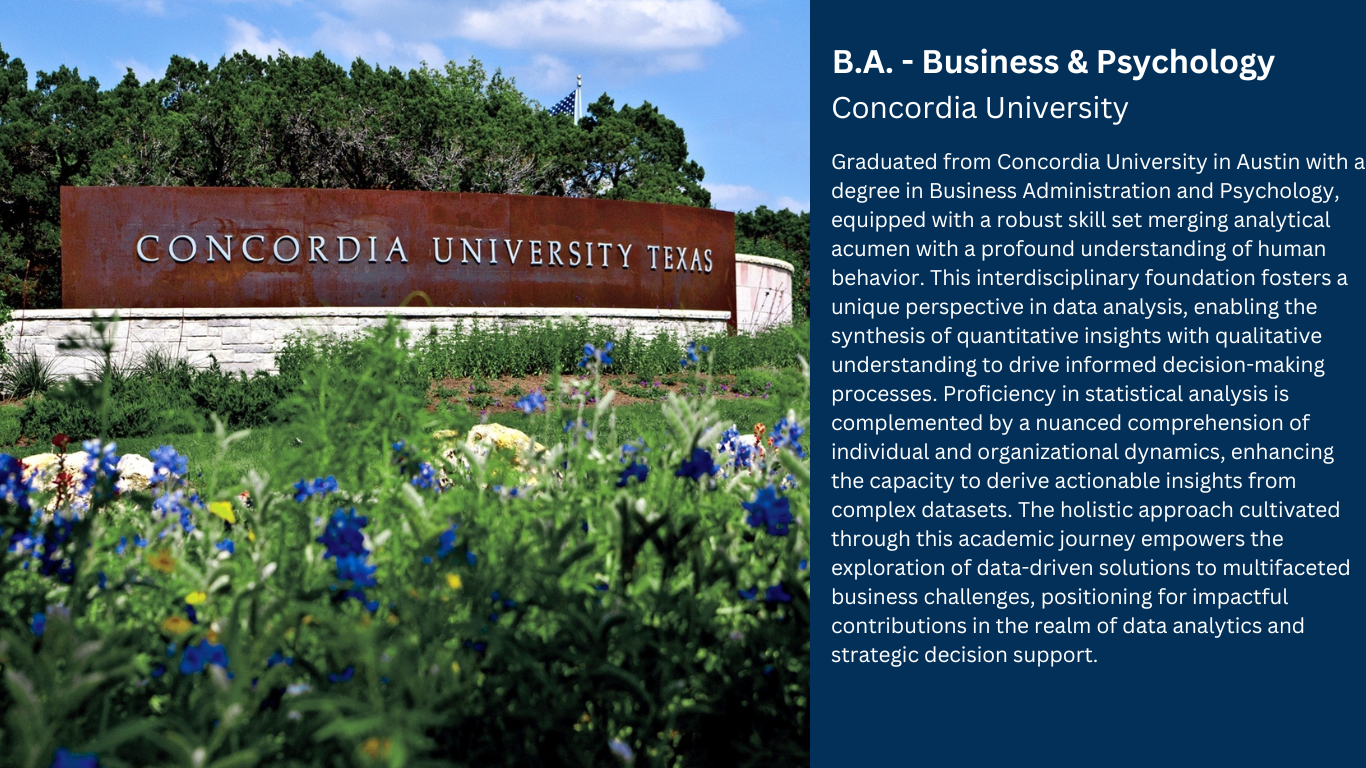 CONCORDIA UNIVERSITY TEXAS
B.A. - Business & Psychology
Concordia University
Graduated from Concordia University in Austin with a
degree in Business Administration and Psychology,
equipped with a robust skill set merging analytical
acumen with a profound understanding of human
behavior. This interdisciplinary foundation fosters a
unique perspective in data analysis, enabling the
synthesis of quantitative insights with qualitative
understanding to drive informed decision-making
processes. Proficiency in statistical analysis is
complemented by a nuanced comprehension of
individual and organizational dynamics, enhancing
the capacity to derive actionable insights from
complex datasets. The holistic approach cultivated
through this academic journey empowers the
exploration of data-driven solutions to multifaceted
business challenges, positioning for impactful
contributions in the realm of data analytics and
strategic decision support.